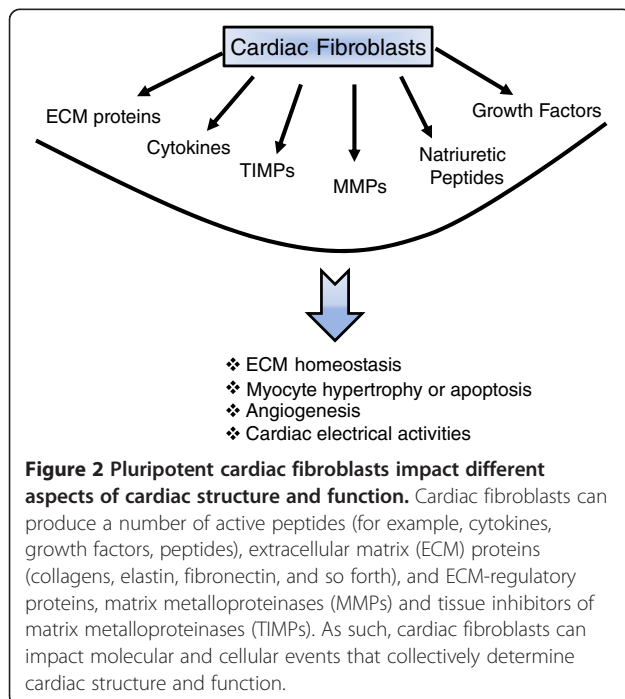 Cardiac Fibroblasts
ECM proteins
Cytokines
TIMPs
MMPs
Natriuretic
Peptides
Growth Factors
❖ ECM homeostasis
❖ Myocyte hypertrophy or apoptosis
❖ Angiogenesis
❖ Cardiac electrical activities
Figure 2 Pluripotent cardiac fibroblasts impact different
aspects of cardiac structure and function. Cardiac fibroblasts can
produce a number of active peptides (for example, cytokines,
growth factors, peptides), extracellular matrix (ECM) proteins
(collagens, elastin, fibronectin, and so forth), and ECM-regulatory
proteins, matrix metalloproteinases (MMPs) and tissue inhibitors of
matrix metalloproteinases (TIMPs). As such, cardiac fibroblasts can
impact molecular and cellular events that collectively determine
cardiac structure and function.